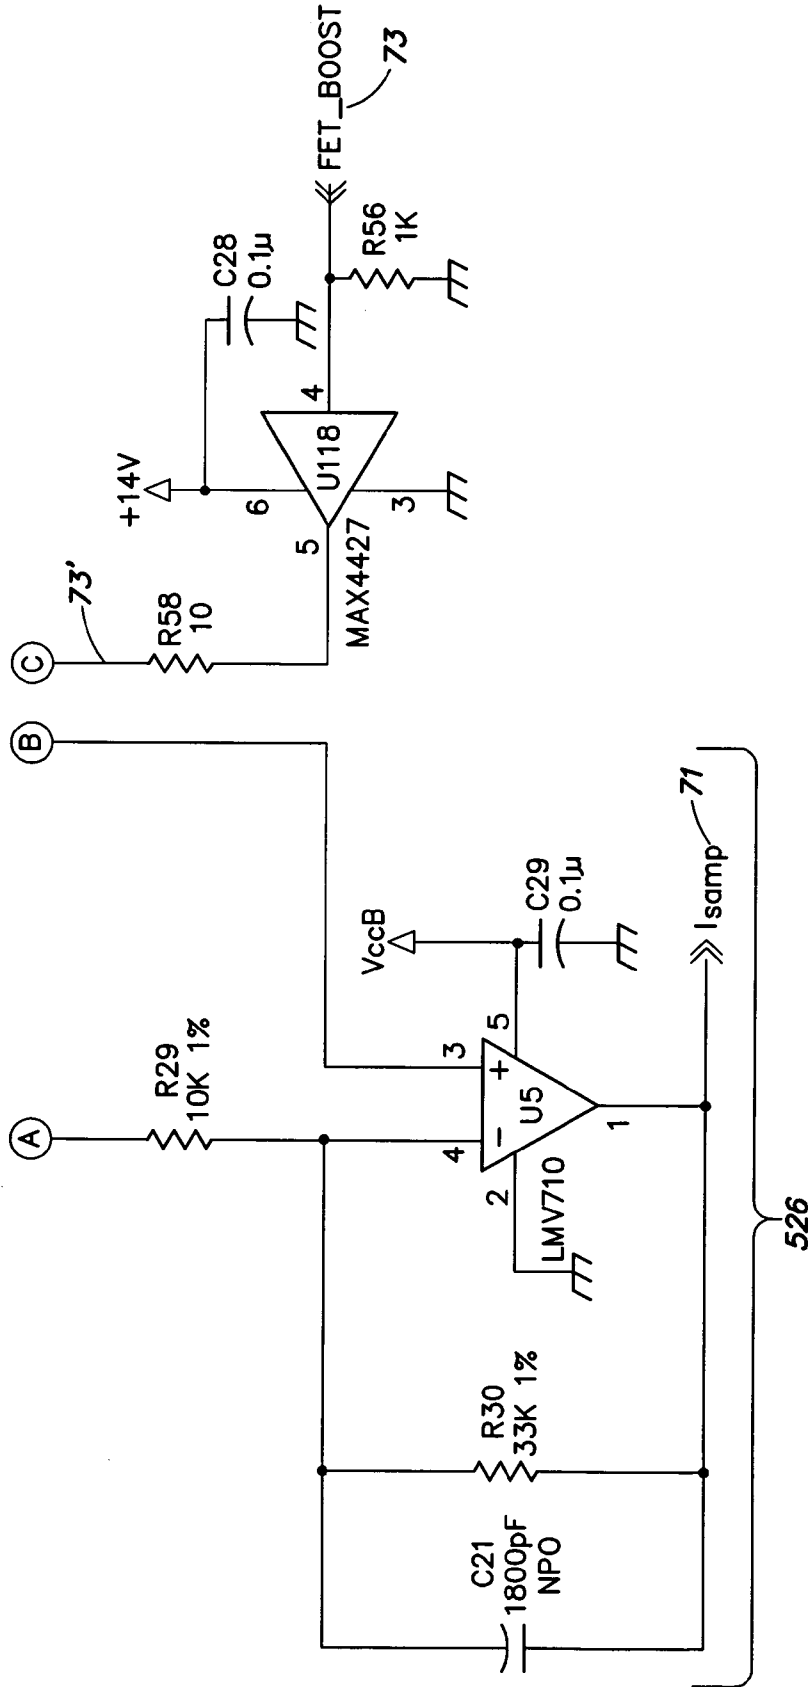 A
R29
10K 1%
4
3
−
+
U5
LMV710
2
5
1
VccB
C29
0.1μ
C21
1800pF
NPO
R30
33K 1%
Isamp
71
526
B
C
73'
R58
10
+14V
5
6
3
4
U118
MAX4427
C28
0.1μ
R56
1K
FET_BOOST
73